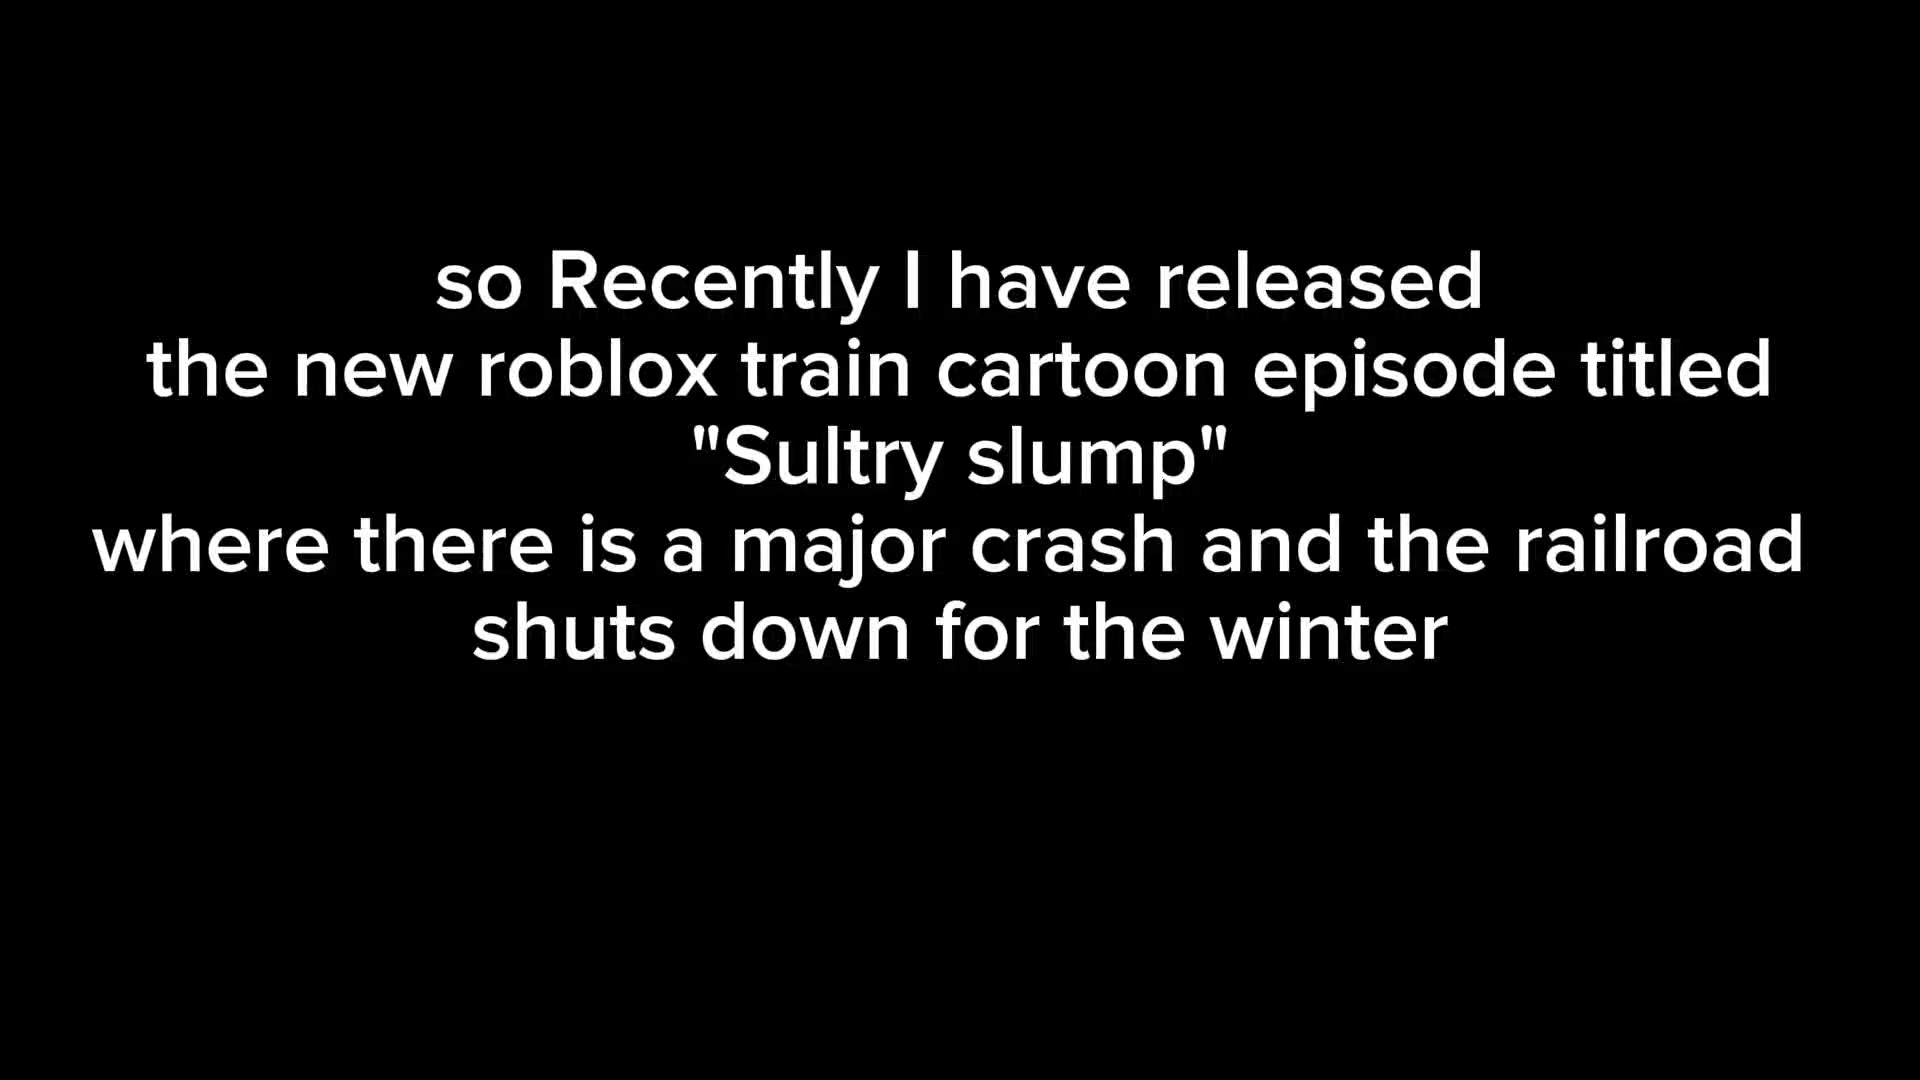 so Recently I have released
the new roblox train cartoon episode titled
"Sultry slump"
where there is a major crash and the railroad
shuts down for the winter